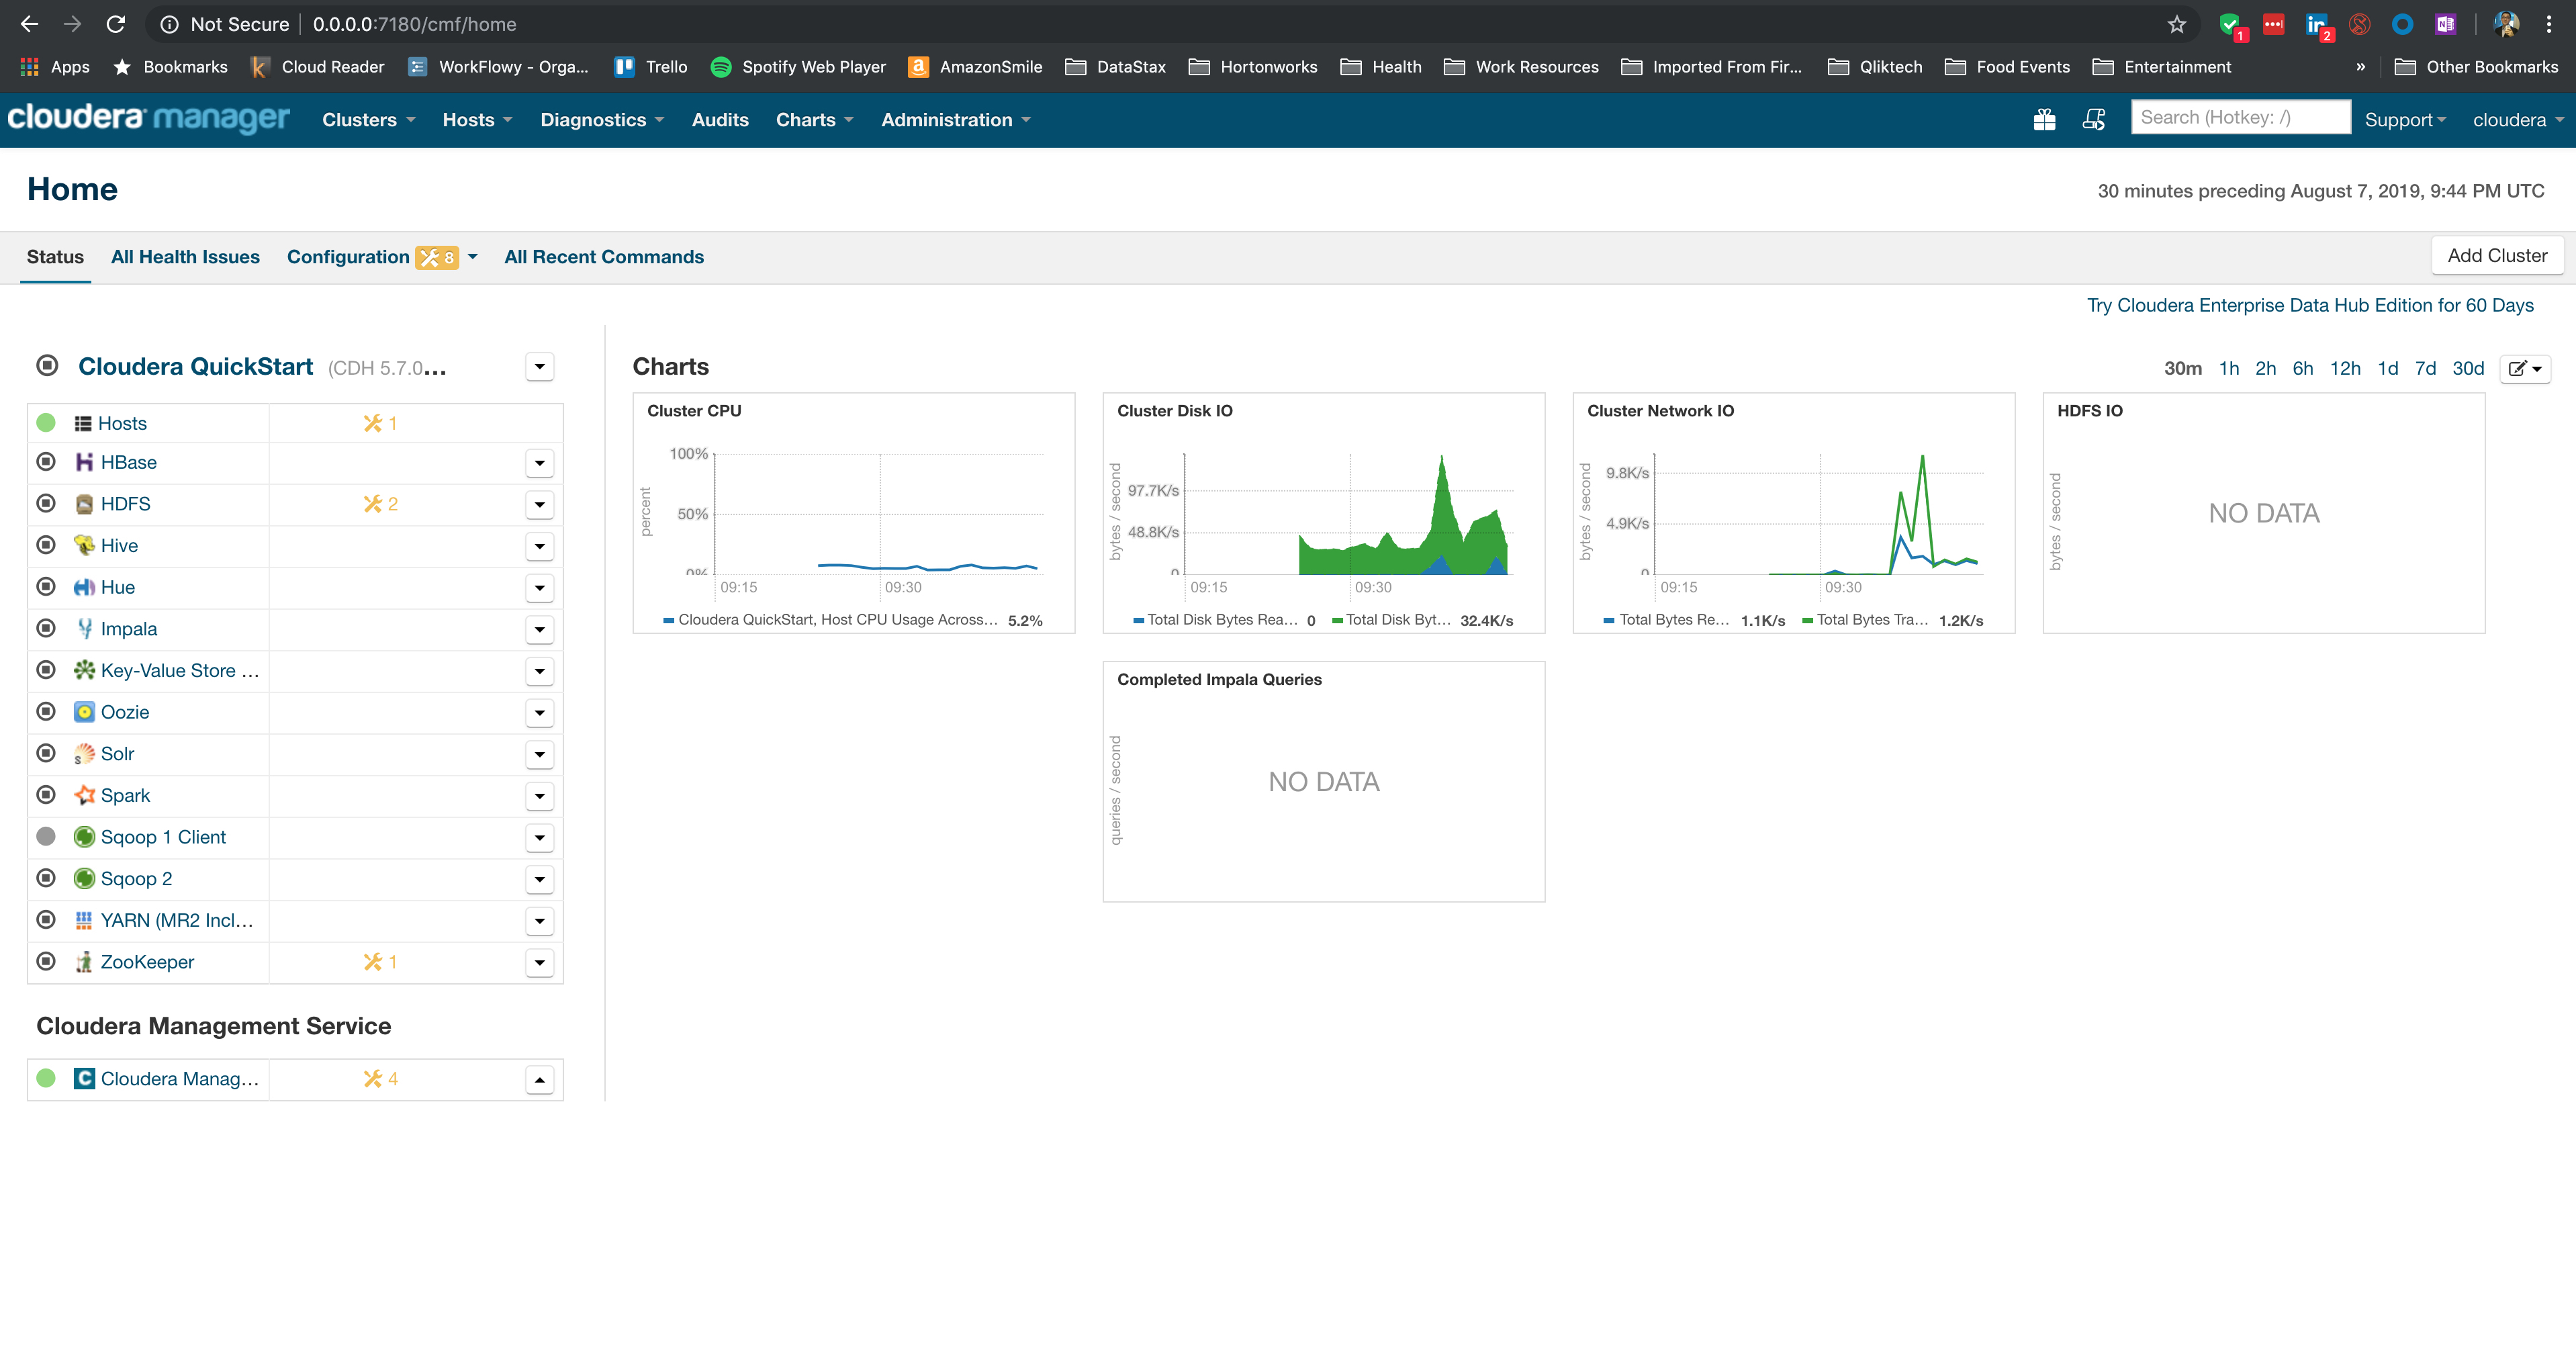 Not Secure | 0.0.0.0:7180/cmf/home
1 2
Apps Bookmarks Cloud Reader WorkFlowy - Orga... Trello Spotify Web Player AmazonSmile DataStax Hortonworks Health Work Resources Imported From Fir... Qliktech Food Events Entertainment » Other Bookmarks
cloudera manager Clusters Hosts Diagnostics Audits Charts Administration Search (Hotkey: /) Support cloudera
Home
30 minutes preceding August 7, 2019, 9:44 PM UTC
Status All Health Issues Configuration 8 All Recent Commands Add Cluster
Try Cloudera Enterprise Data Hub Edition for 60 Days
Cloudera QuickStart (CDH 5.7.0...
Hosts 1
HBase
HDFS 2
Hive
Hue
Impala
Key-Value Store ...
Oozie
Solr
Spark
Sqoop 1 Client
Sqoop 2
YARN (MR2 Incl...
ZooKeeper 1
Cloudera Management Service
Cloudera Manag... 4
Charts
30m 1h 2h 6h 12h 1d 7d 30d
Cluster CPU
percent
100%
50%
0%
09:15 09:30
Cloudera QuickStart, Host CPU Usage Across... 5.2%
Cluster Disk IO
bytes / second
97.7K/s
48.8K/s
0
09:15 09:30
Total Disk Bytes Rea... 0 Total Disk Byt... 32.4K/s
Cluster Network IO
bytes / second
9.8K/s
4.9K/s
0
09:15 09:30
Total Bytes Re... 1.1K/s Total Bytes Tra... 1.2K/s
HDFS IO
bytes / second
NO DATA
Completed Impala Queries
queries / second
NO DATA